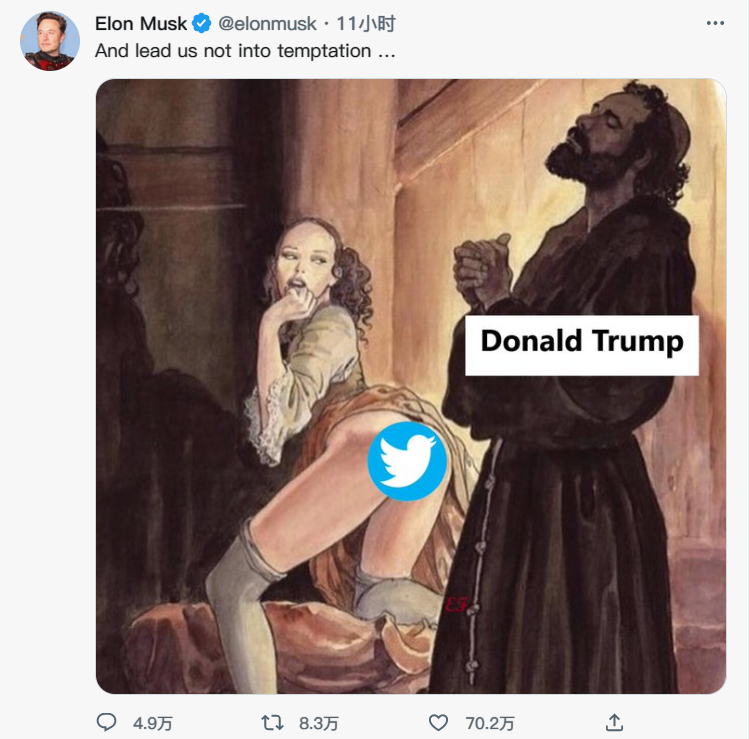 Elon Musk @elonmusk · 11小时
And lead us not into temptation ...
Donald Trump
EF
4.9万 8.3万 70.2万